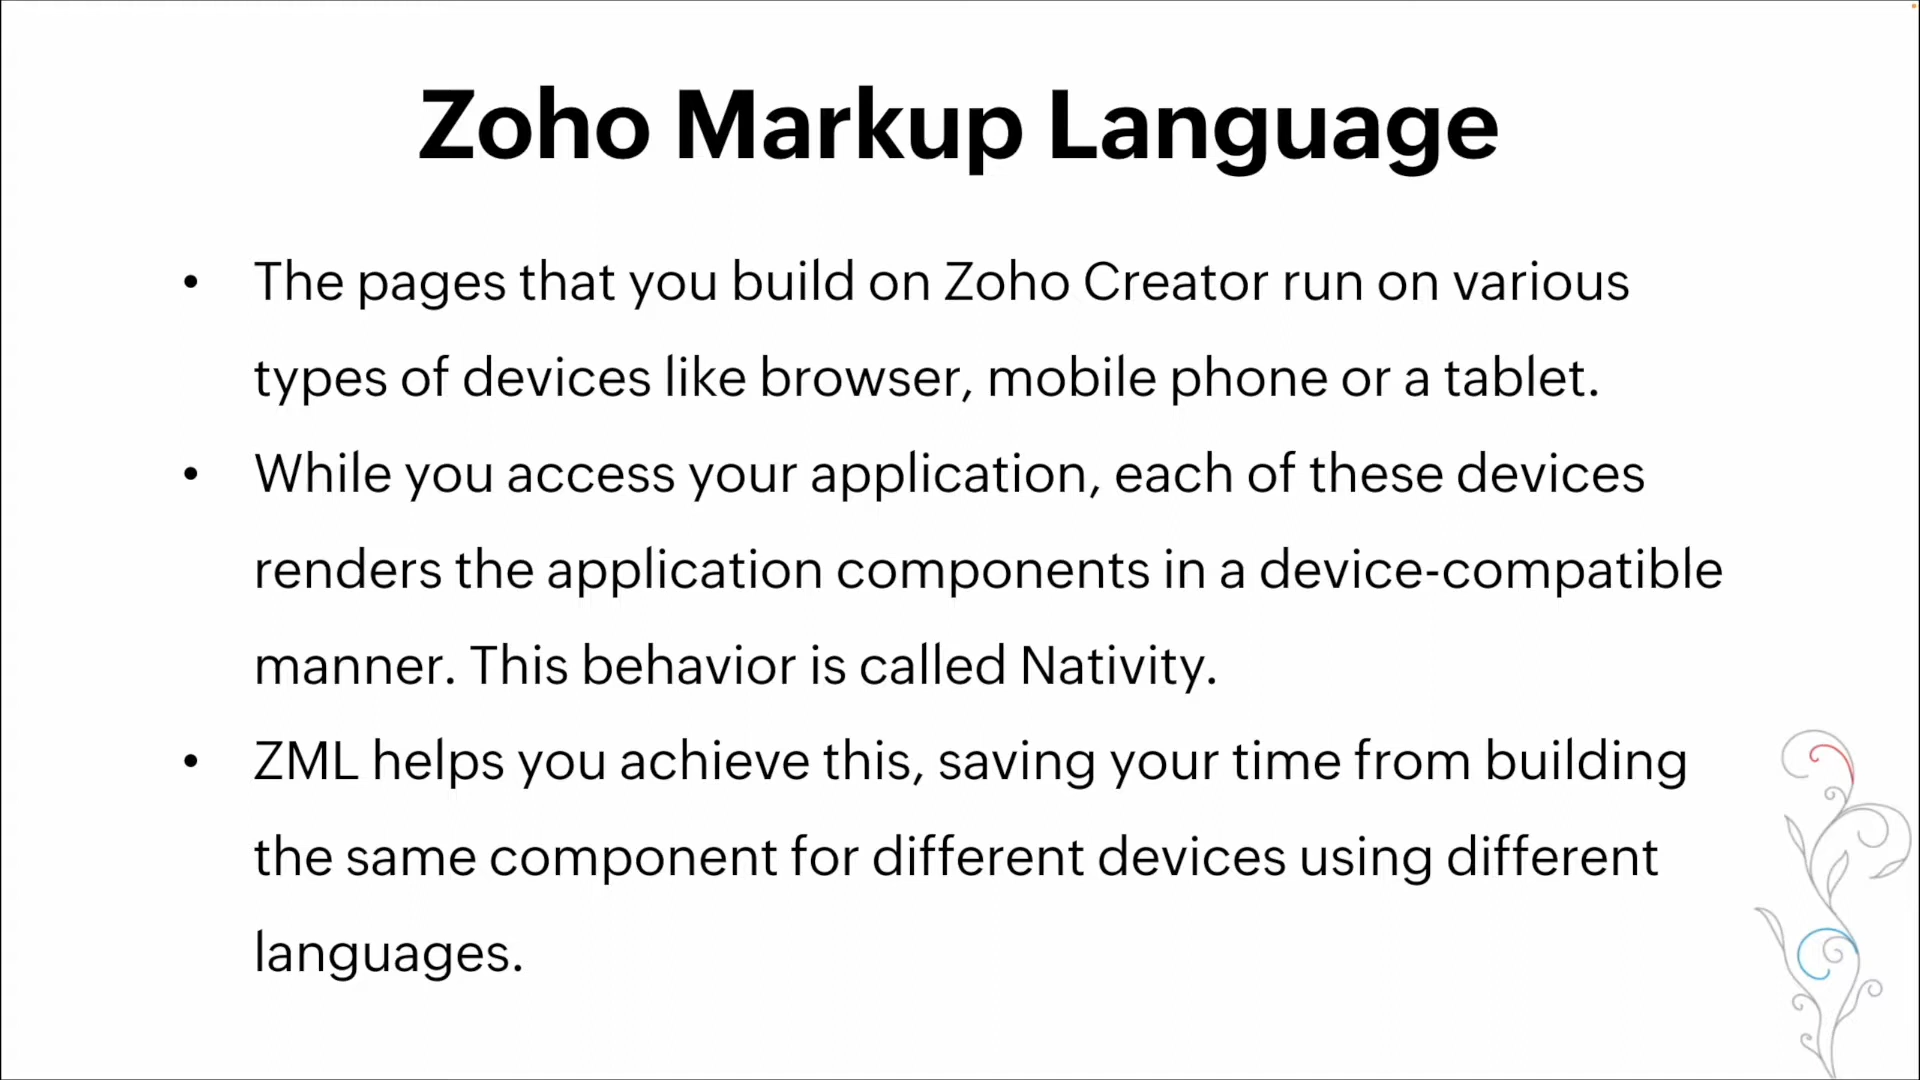 Zoho Markup Language
• The pages that you build on Zoho Creator run on various
types of devices like browser, mobile phone or a tablet.
• While you access your application, each of these devices
renders the application components in a device-compatible
manner. This behavior is called Nativity.
• ZML helps you achieve this, saving your time from building
the same component for different devices using different
languages.